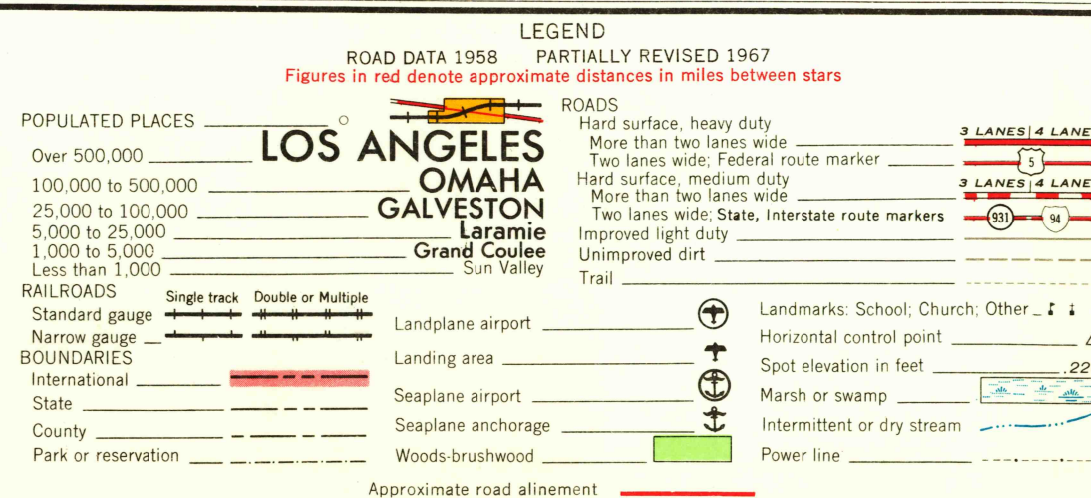 LEGEND
ROAD DATA 1958 PARTIALLY REVISED 1967
Figures in red denote approximate distances in miles between stars
POPULATED PLACES
Over 500,000 LOS ANGELES
100,000 to 500,000 OMAHA
25,000 to 100,000 GALVESTON
5,000 to 25,000 Laramie
1,000 to 5,000 Grand Coulee
Less than 1,000 Sun Valley
ROADS
Hard surface, heavy duty
More than two lanes wide 3 LANES | 4 LANE
Two lanes wide; Federal route marker 5
Hard surface, medium duty
More than two lanes wide 3 LANES | 4 LANE
Two lanes wide; State, Interstate route markers 931 94
Improved light duty
Unimproved dirt
Trail
RAILROADS Single track Double or Multiple
Standard gauge
Narrow gauge
BOUNDARIES
International
State
County
Park or reservation
Landplane airport
Landing area
Seaplane airport
Seaplane anchorage
Woods-brushwood
Landmarks: School; Church; Other
Horizontal control point
Spot elevation in feet .22
Marsh or swamp
Intermittent or dry stream
Power line
Approximate road alinement